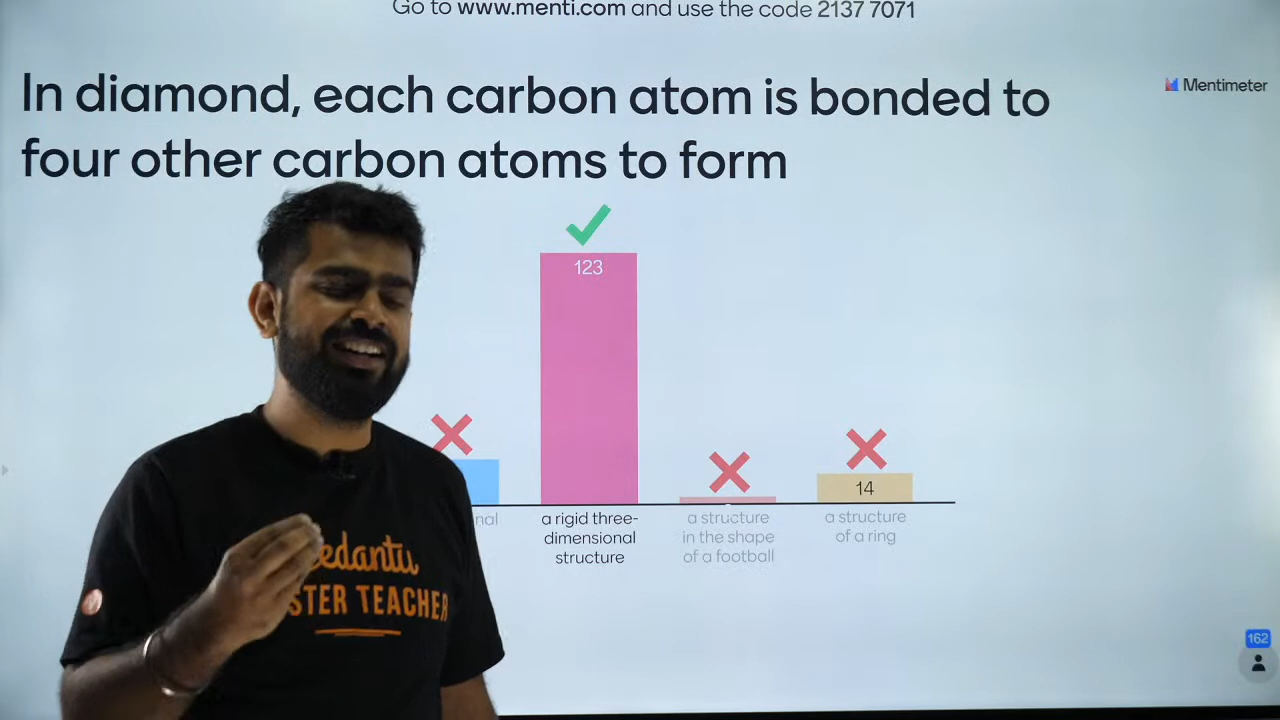 Go to www.menti.com and use the code 2137 7071
In diamond, each carbon atom is bonded to
four other carbon atoms to form
Mentimeter
123
14
a rigid three-
dimensional
structure
a structure
in the shape
of a football
a structure
of a ring
TEACHER
162